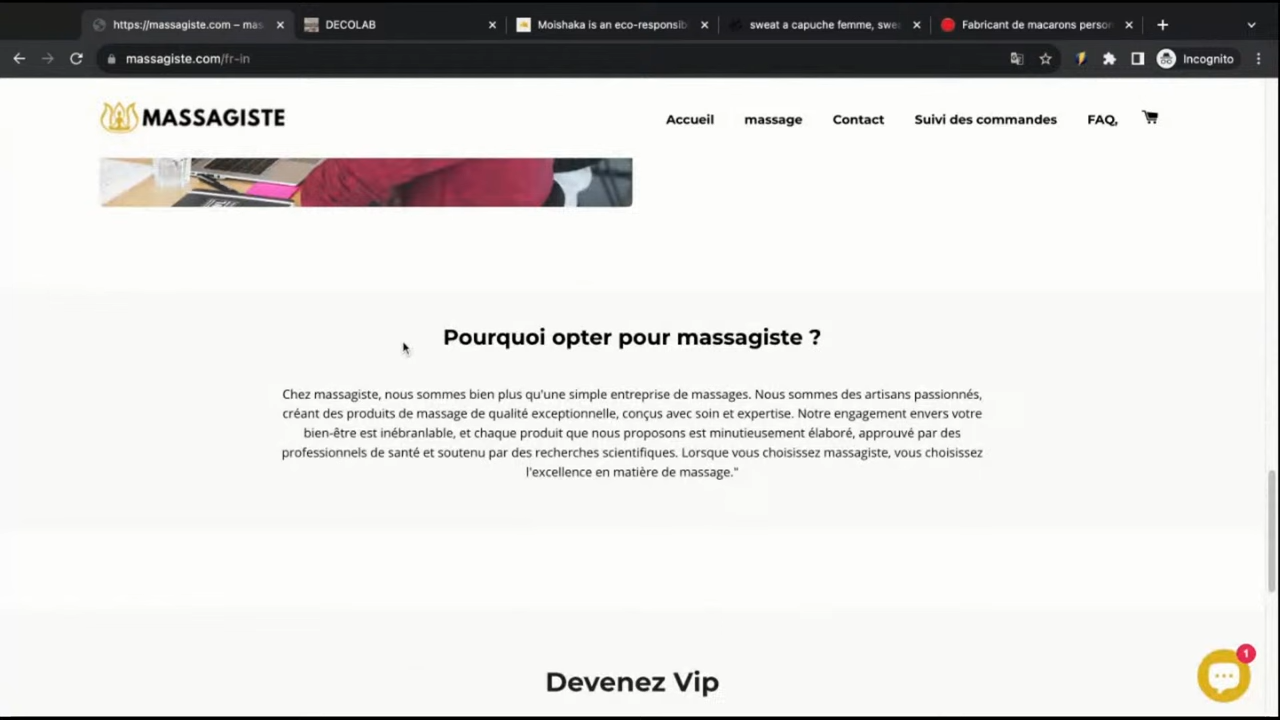 https://massagiste.com – mas
DECOLAB
Moishaka is an eco-responsib
sweat a capuche femme, swe
Fabricant de macarons person
massagiste.com/fr-in
Incognito
MASSAGISTE
Accueil
massage
Contact
Suivi des commandes
FAQ,
Pourquoi opter pour massagiste ?
Chez massagiste, nous sommes bien plus qu'une simple entreprise de massages. Nous sommes des artisans passionnés,
créant des produits de massage de qualité exceptionnelle, conçus avec soin et expertise. Notre engagement envers votre
bien-être est inébranlable, et chaque produit que nous proposons est minutieusement élaboré, approuvé par des
professionnels de santé et soutenu par des recherches scientifiques. Lorsque vous choisissez massagiste, vous choisissez
l'excellence en matière de massage."
Devenez Vip
1